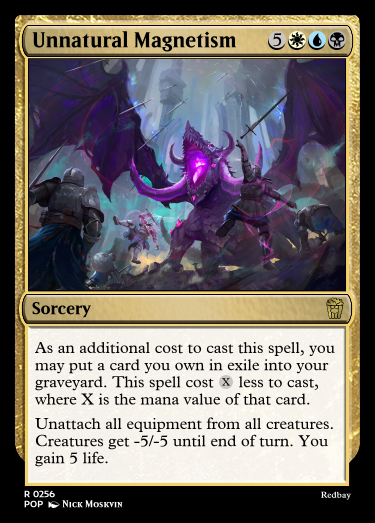 Unnatural Magnetism 5
Sorcery
As an additional cost to cast this spell, you
may put a card you own in exile into your
graveyard. This spell cost X less to cast,
where X is the mana value of that card.
Unattach all equipment from all creatures.
Creatures get -5/-5 until end of turn. You
gain 5 life.
R 0256
POP Nick Moskvin
Redbay